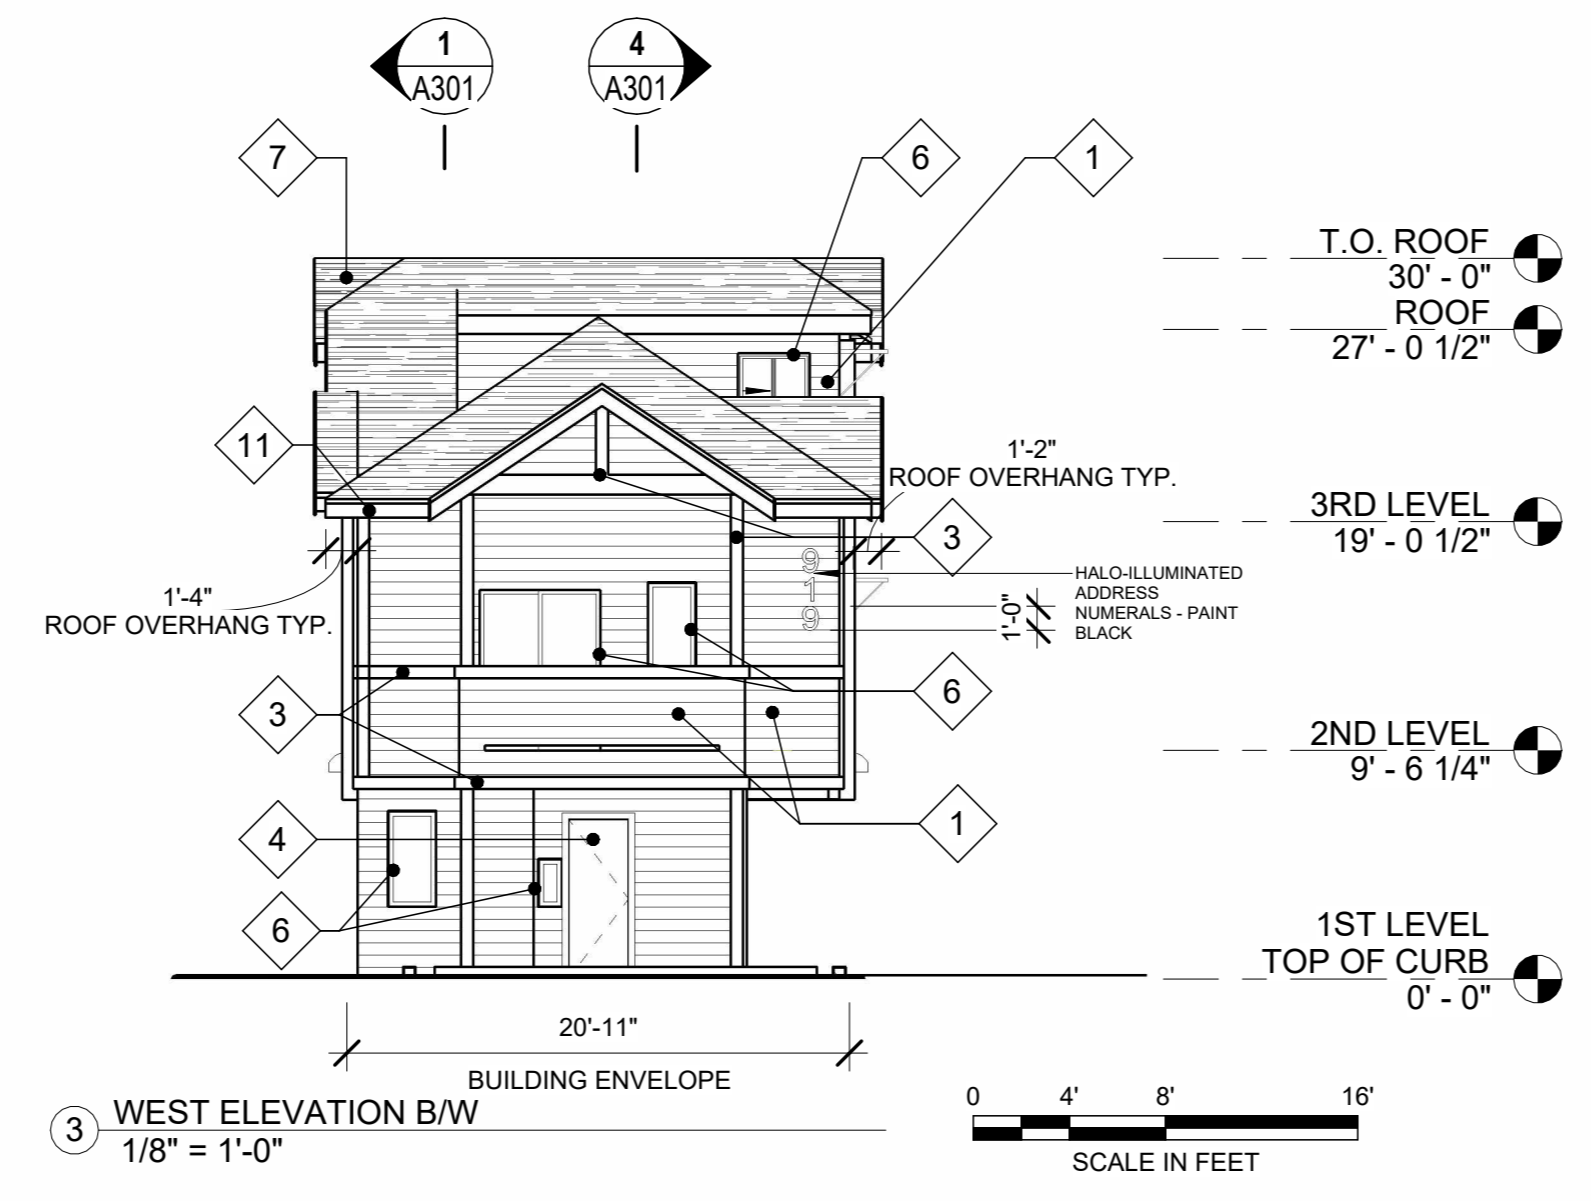 1
A301
4
A301
7
6
1
T.O. ROOF
30' - 0"
ROOF
27' - 0 1/2"
11
1'-2"
ROOF OVERHANG TYP.
3RD LEVEL
19' - 0 1/2"
3
919
HALO-ILLUMINATED
ADDRESS
NUMERALS - PAINT
BLACK
1'-0"
1'-4"
ROOF OVERHANG TYP.
6
3
2ND LEVEL
9' - 6 1/4"
4
1
6
1ST LEVEL
TOP OF CURB
0' - 0"
20'-11"
BUILDING ENVELOPE
3
WEST ELEVATION B/W
1/8" = 1'-0"
0 4' 8' 16'
SCALE IN FEET